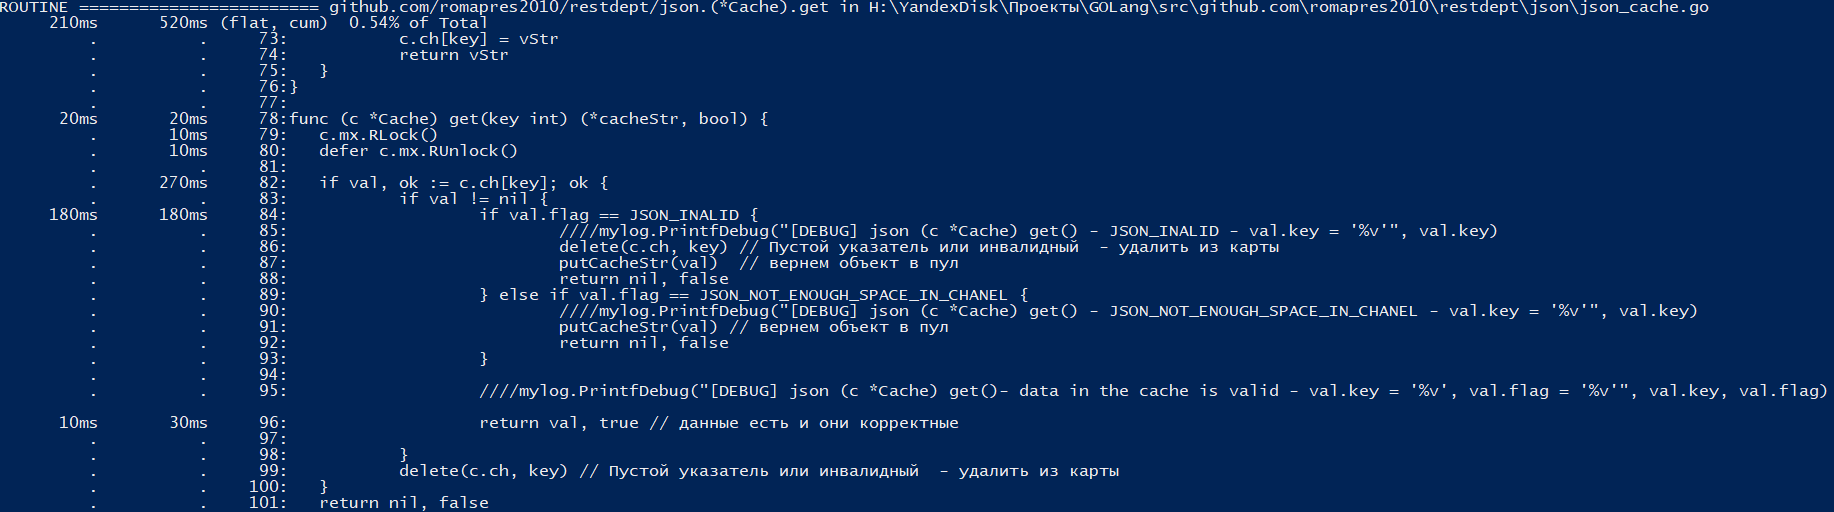 ROUTINE ======================== github.com/romapres2010/restdept/json.(*Cache).get in H:\YandexDisk\Проекты\GOLang\src\github.com\romapres2010\restdept\json\json_cache.go
210ms 520ms (flat, cum) 0.54% of Total
. . 73: c.ch[key] = vStr
. . 74: return vStr
. . 75: }
. . 76:}
. . 77:
20ms 20ms 78:func (c *Cache) get(key int) (*cacheStr, bool) {
. 10ms 79: c.mx.RLock()
. 10ms 80: defer c.mx.RUnlock()
. . 81:
. 270ms 82: if val, ok := c.ch[key]; ok {
. . 83: if val != nil {
180ms 180ms 84: if val.flag == JSON_INALID {
. . 85: ////mylog.PrintfDebug("[DEBUG] json (c *Cache) get() - JSON_INALID - val.key = '%v'", val.key)
. . 86: delete(c.ch, key) // Пустой указатель или инвалидный  - удалить из карты
. . 87: putCacheStr(val)  // вернем объект в пул
. . 88: return nil, false
. . 89: } else if val.flag == JSON_NOT_ENOUGH_SPACE_IN_CHANEL {
. . 90: ////mylog.PrintfDebug("[DEBUG] json (c *Cache) get() - JSON_NOT_ENOUGH_SPACE_IN_CHANEL - val.key = '%v'", val.key)
. . 91: putCacheStr(val) // вернем объект в пул
. . 92: return nil, false
. . 93: }
. . 94:
. . 95: ////mylog.PrintfDebug("[DEBUG] json (c *Cache) get()- data in the cache is valid - val.key = '%v', val.flag = '%v'", val.key, val.flag)
10ms 30ms 96: return val, true // данные есть и они корректные
. . 97:
. . 98: }
. . 99: delete(c.ch, key) // Пустой указатель или инвалидный  - удалить из карты
. . 100: }
. . 101: return nil, false